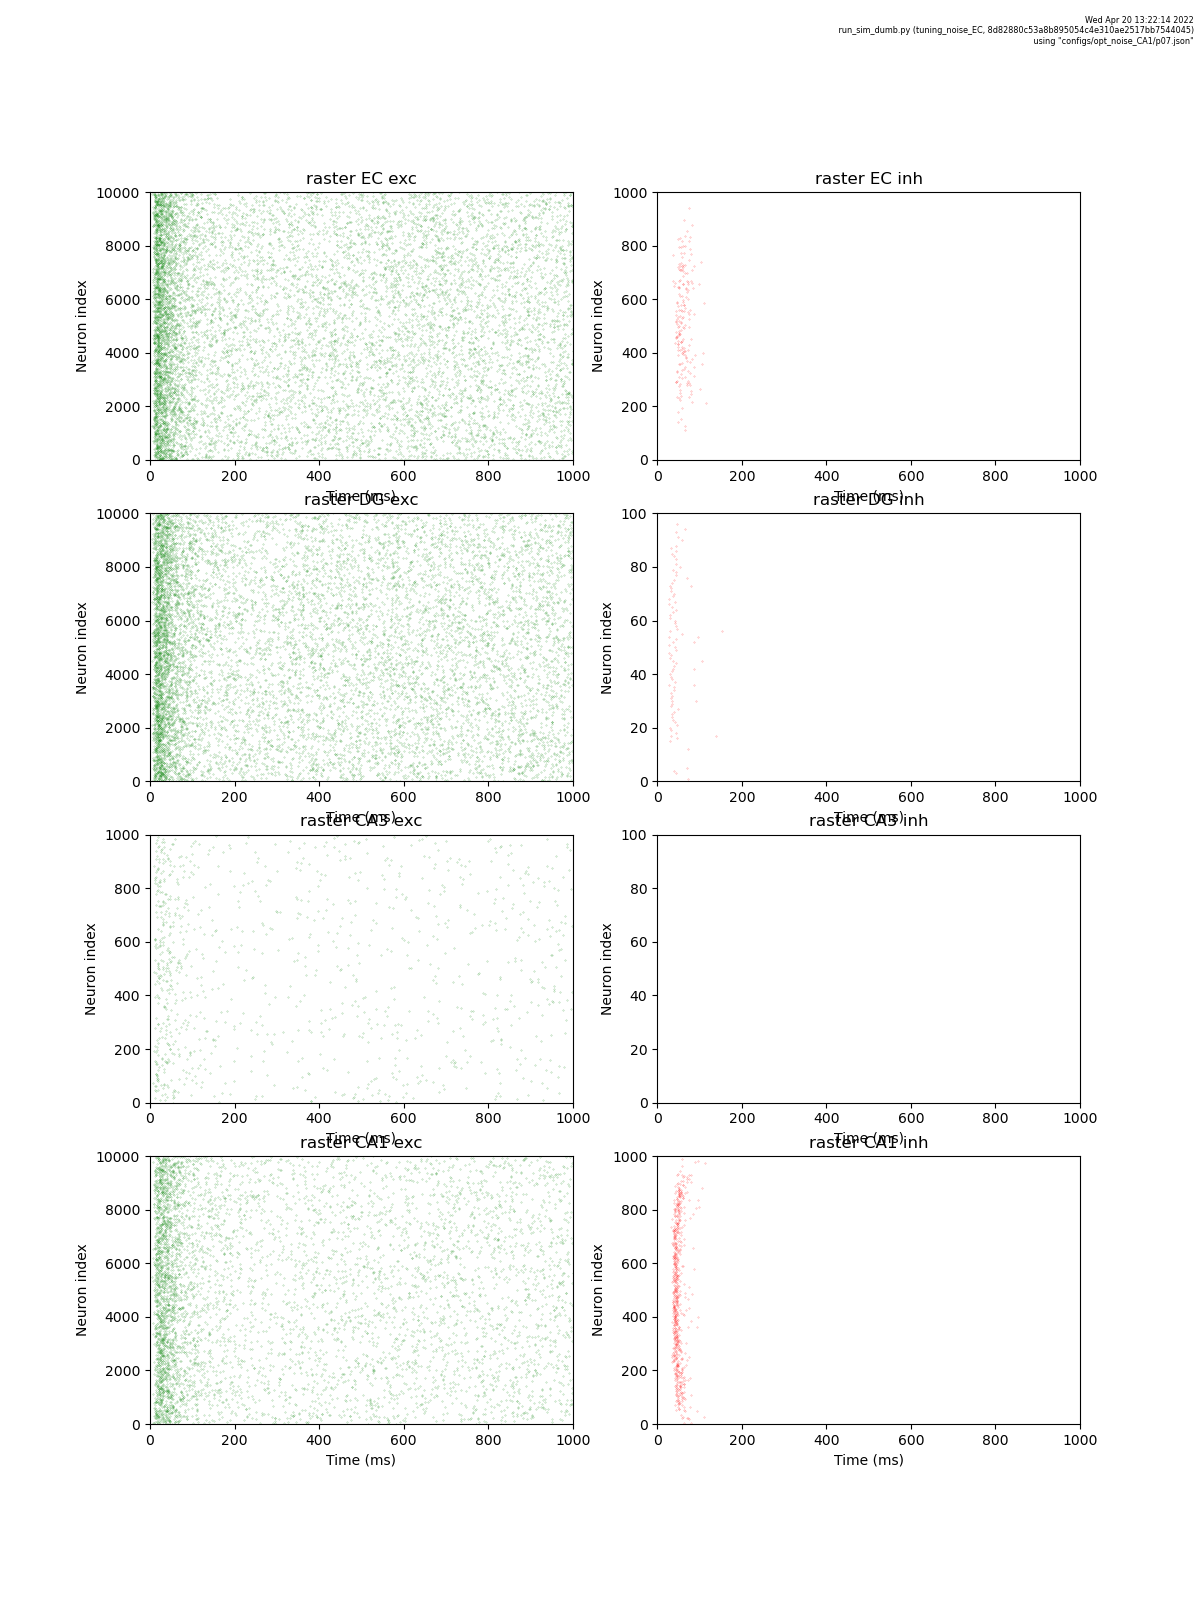 Wed Apr 20 13:22:14 2022
run_sim_dumb.py (tuning_noise_EC, 8d82880c53a8b895054c4e310ae2517bb7544045)
using "configs/opt_noise_CA1/p07.json"
raster EC exc
10000
8000
6000
4000
2000
0
Neuron index
0 200 400 600 800 1000
Time (ms)
raster EC inh
1000
800
600
400
200
0
Neuron index
0 200 400 600 800 1000
Time (ms)
raster DG exc
10000
8000
6000
4000
2000
0
Neuron index
0 200 400 600 800 1000
Time (ms)
raster DG inh
100
80
60
40
20
0
Neuron index
0 200 400 600 800 1000
Time (ms)
raster CA3 exc
1000
800
600
400
200
0
Neuron index
0 200 400 600 800 1000
Time (ms)
raster CA3 inh
100
80
60
40
20
0
Neuron index
0 200 400 600 800 1000
Time (ms)
raster CA1 exc
10000
8000
6000
4000
2000
0
Neuron index
0 200 400 600 800 1000
Time (ms)
raster CA1 inh
1000
800
600
400
200
0
Neuron index
0 200 400 600 800 1000
Time (ms)